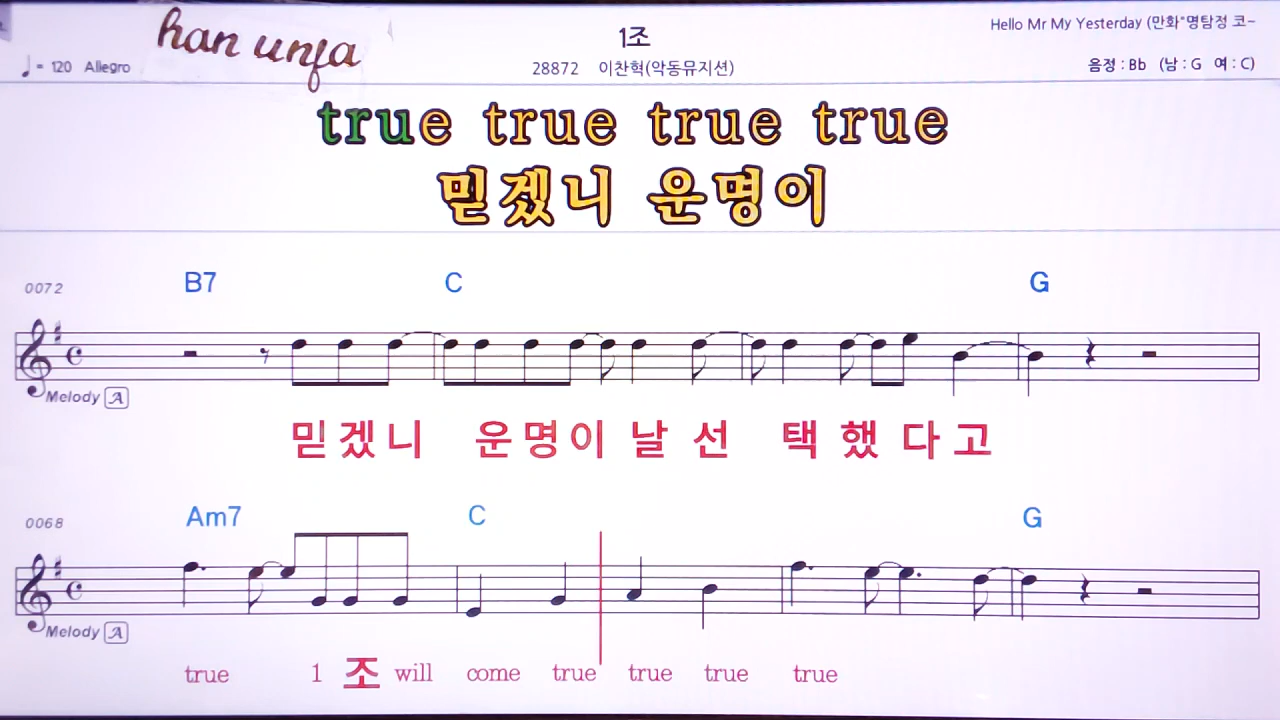 han unfa
1조
Hello Mr My Yesterday (만화"명탐정 코~
♩= 120 Allegro
28872 이찬혁(악동뮤지션)
음정 : Bb (남 : G 여 : C)
true true true true
믿겠니 운명이
0072 B7 C G
Melody A
믿겠니 운명이 날 선 택했다고
0068 Am7 C G
Melody A
true 1 조 will come true true true true